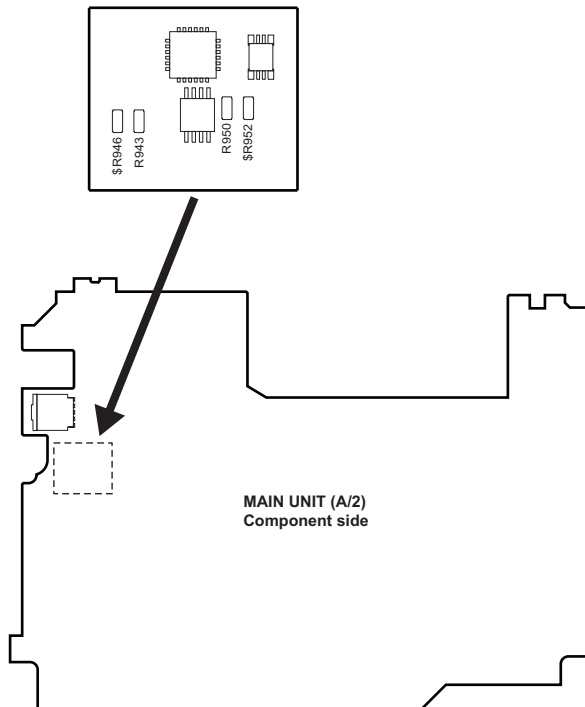 $R946
R943
R950
$R952
MAIN UNIT (A/2)
Component side